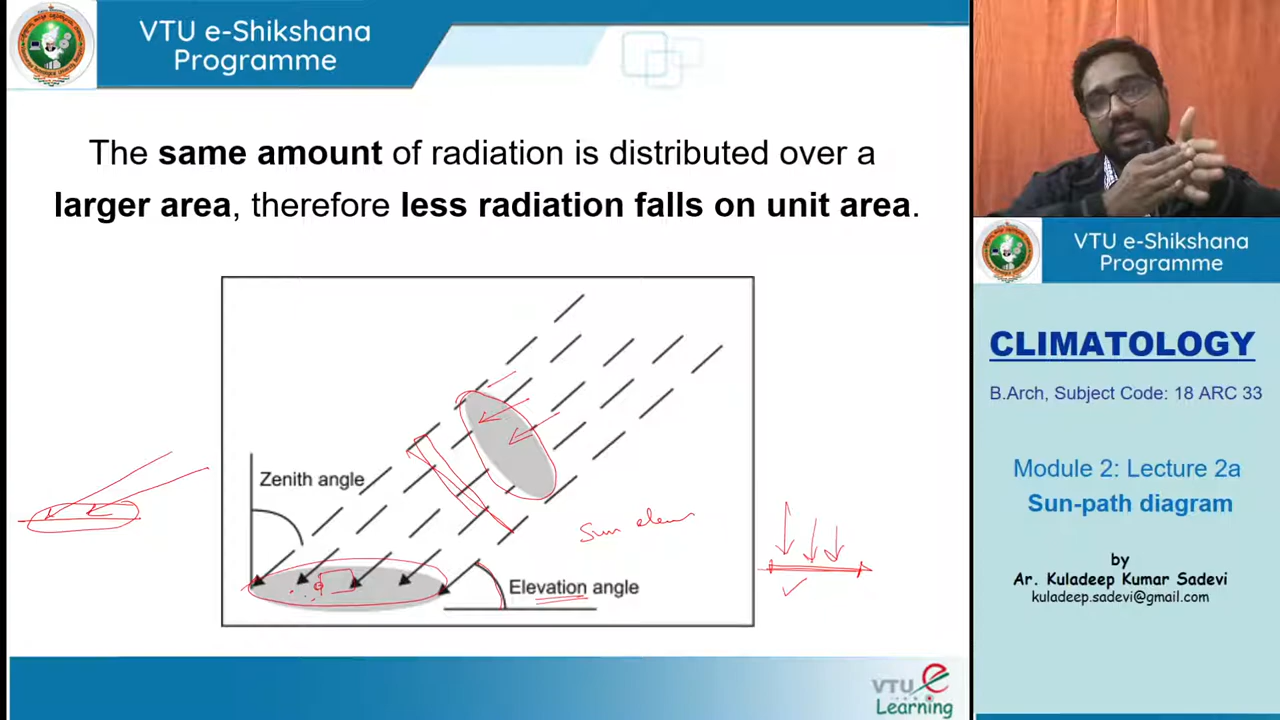 VTU e-Shikshana
Programme
The same amount of radiation is distributed over a
larger area, therefore less radiation falls on unit area.
Zenith angle
Sun elem
Elevation angle
VTU e-Shikshana
Programme
CLIMATOLOGY
B.Arch, Subject Code: 18 ARC 33
Module 2: Lecture 2a
Sun-path diagram
by
Ar. Kuladeep Kumar Sadevi
kuladeep.sadevi@gmail.com
VTU e
Learning